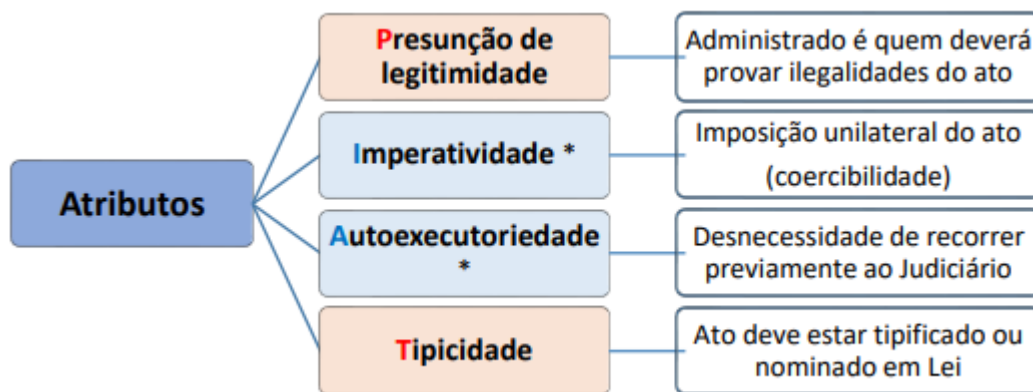 Atributos
Presunção de
legitimidade
Administrado é quem deverá
provar ilegalidades do ato
Imperatividade *
Imposição unilateral do ato
(coercibilidade)
Autoexecutoriedade
*
Desnecessidade de recorrer
previamente ao Judiciário
Tipicidade
Ato deve estar tipificado ou
nominado em Lei